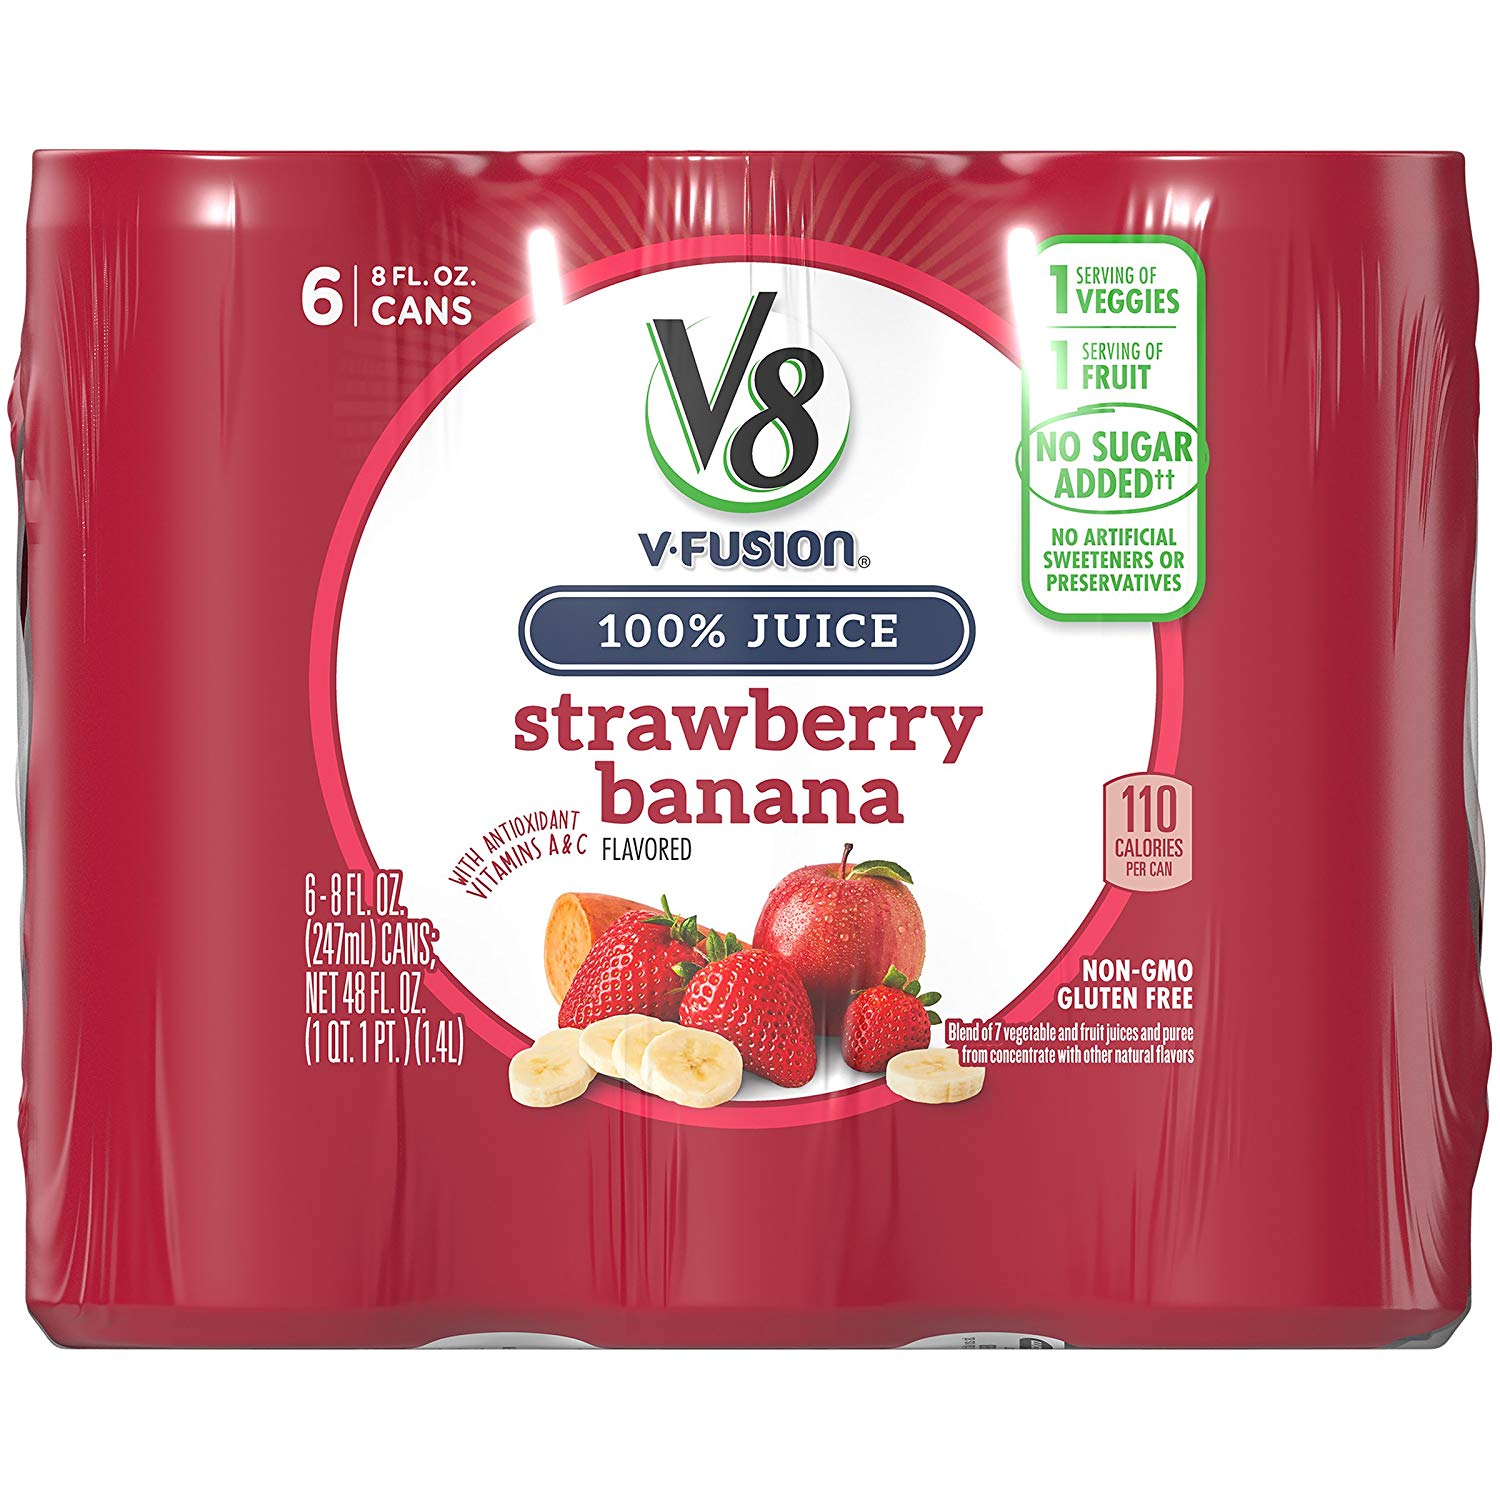 6
8 FL. OZ.
CANS
V8
V·FUSION®
100% JUICE
strawberry
banana
FLAVORED
WITH ANTIOXIDANT
VITAMINS A&C
1 SERVING OF
VEGGIES
1 SERVING OF
FRUIT
NO SUGAR
ADDED††
NO ARTIFICIAL
SWEETENERS OR
PRESERVATIVES
110
CALORIES
PER CAN
6-8 FL. OZ.
(247mL) CANS;
NET 48 FL. OZ.
(1 QT. 1 PT.) (1.4L)
NON-GMO
GLUTEN FREE
Blend of 7 vegetable and fruit juices and puree
from concentrate with other natural flavors